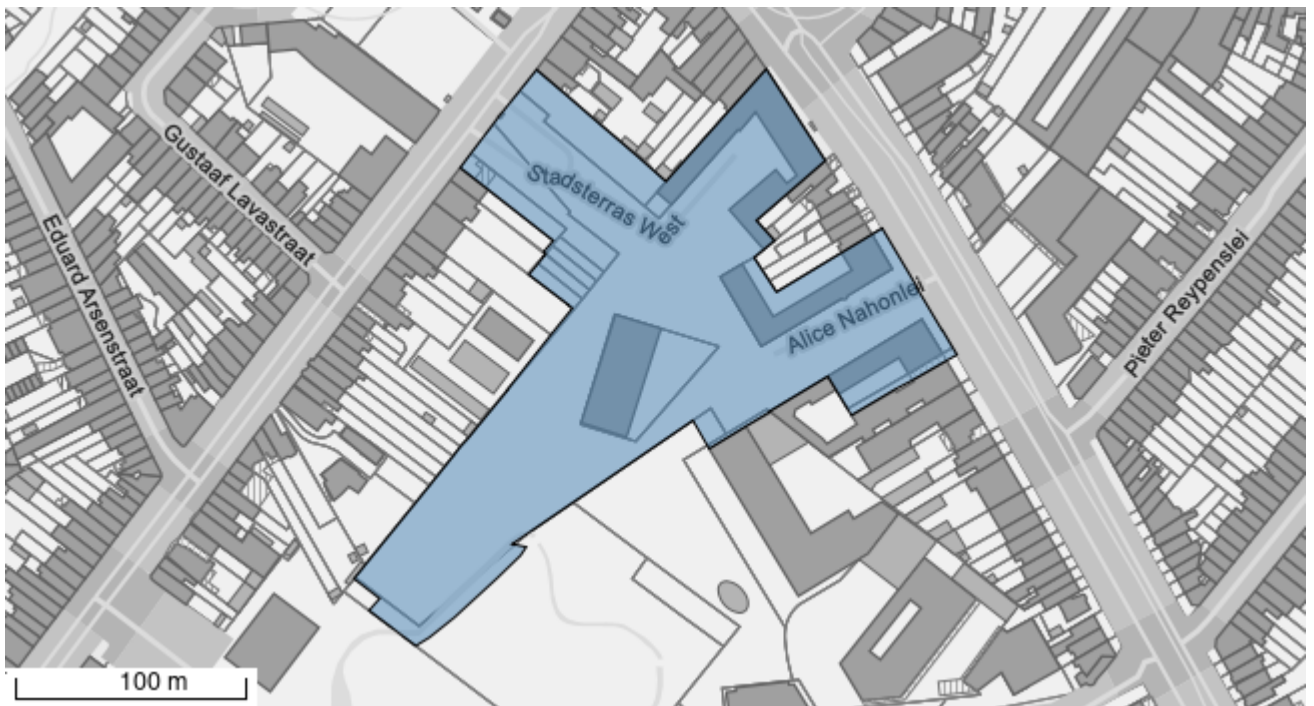 Gustaaf Lavastraat
Stadsterras West
Eduard Arsenstraat
Alice Nahonlei
Pieter Reypenslei
100 m